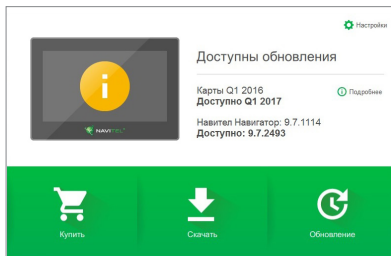 Настройки
Доступны обновления
Карты Q1 2016
Доступно Q1 2017
Подробнее
Навител Навигатор: 9.7.1114
Доступно: 9.7.2493
NAVITEL
Купить
Скачать
Обновление